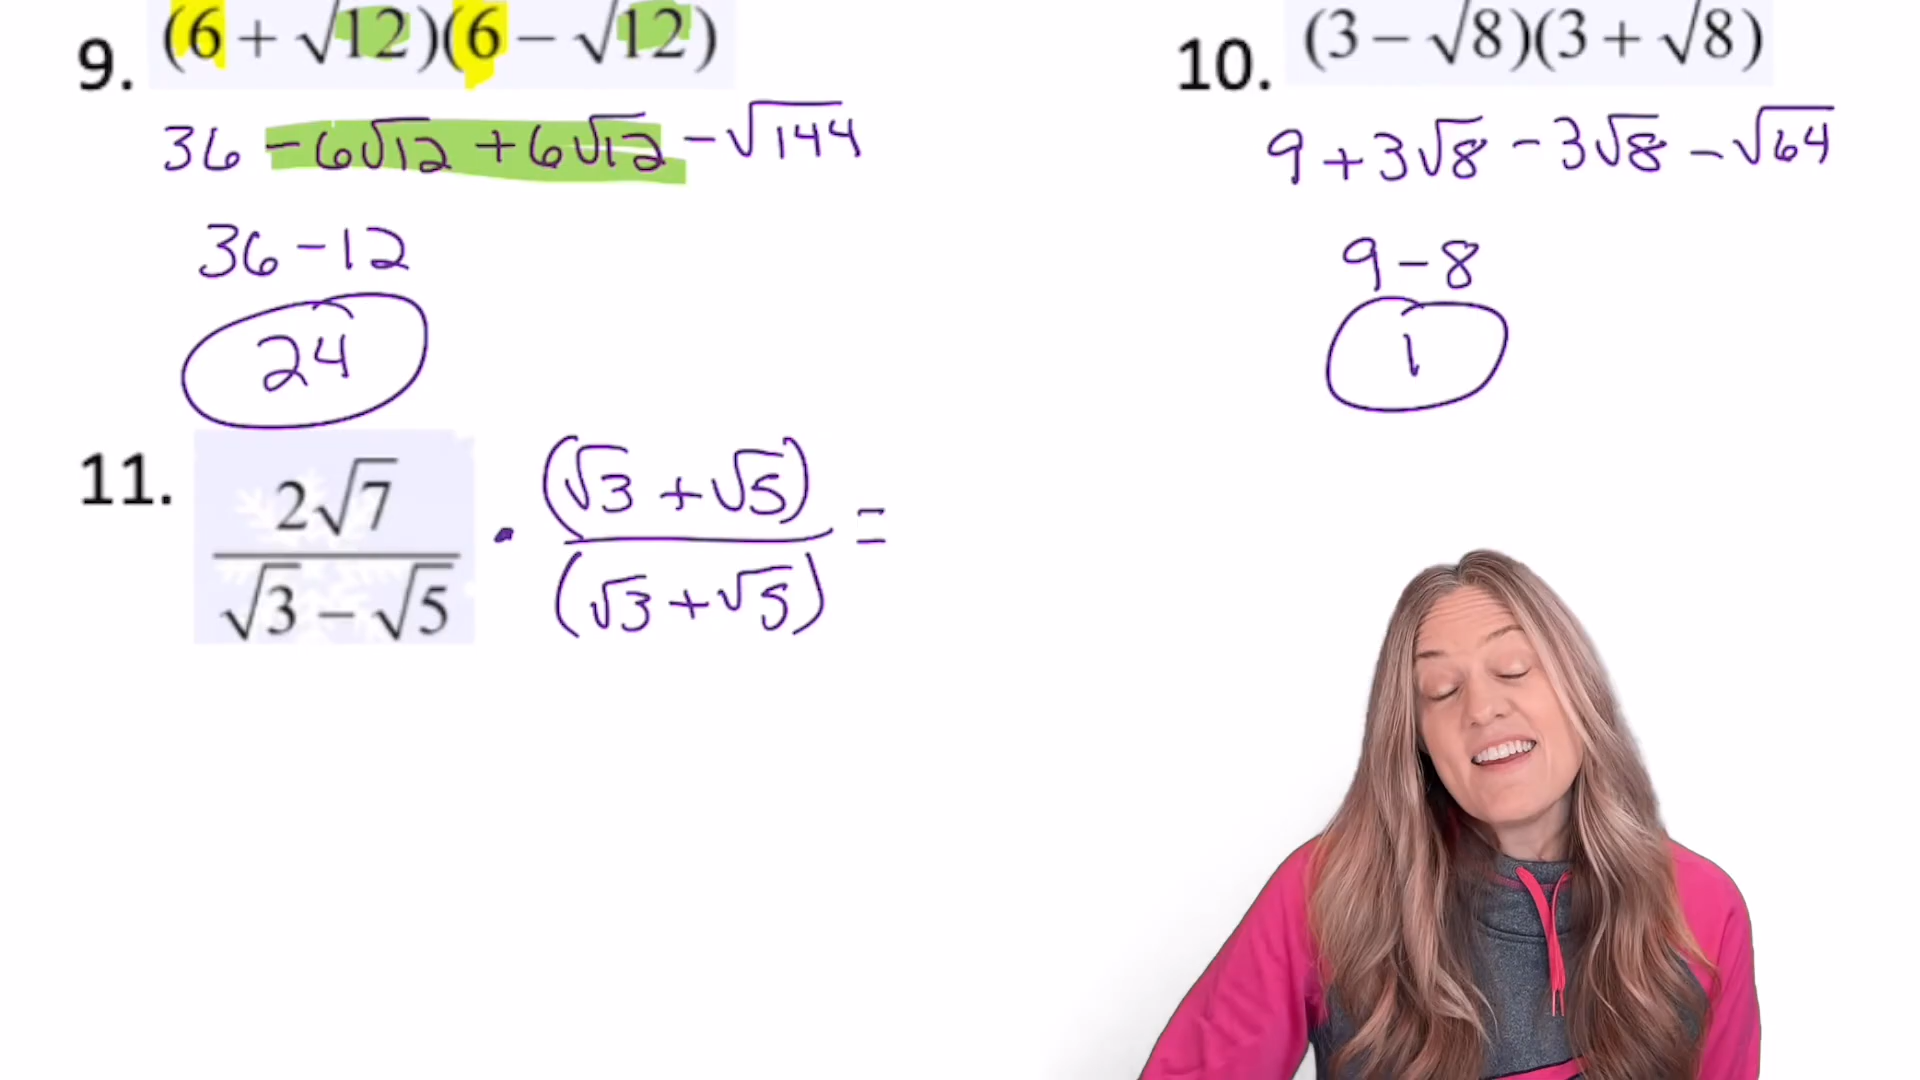 9. (6 + √12)(6 − √12)
36 − 6√12 + 6√12 − √144
36 − 12
24
10. (3 − √8)(3 + √8)
9 + 3√8 − 3√8 − √64
9 − 8
1
11. 2√7 / √3 − √5 · (√3 + √5) / (√3 + √5) =